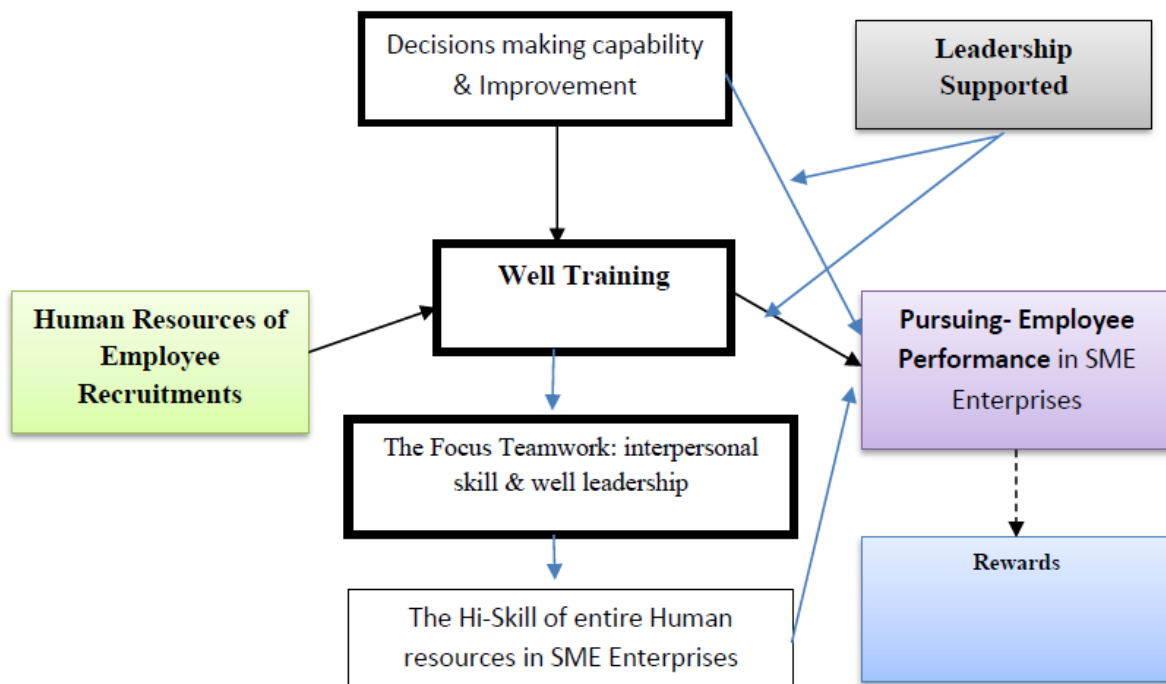 Decisions making capability
& Improvement
Leadership
Supported
Well Training
Human Resources of
Employee
Recruitments
Pursuing- Employee
Performance in SME
Enterprises
The Focus Teamwork: interpersonal
skill & well leadership
Rewards
The Hi-Skill of entire Human
resources in SME Enterprises